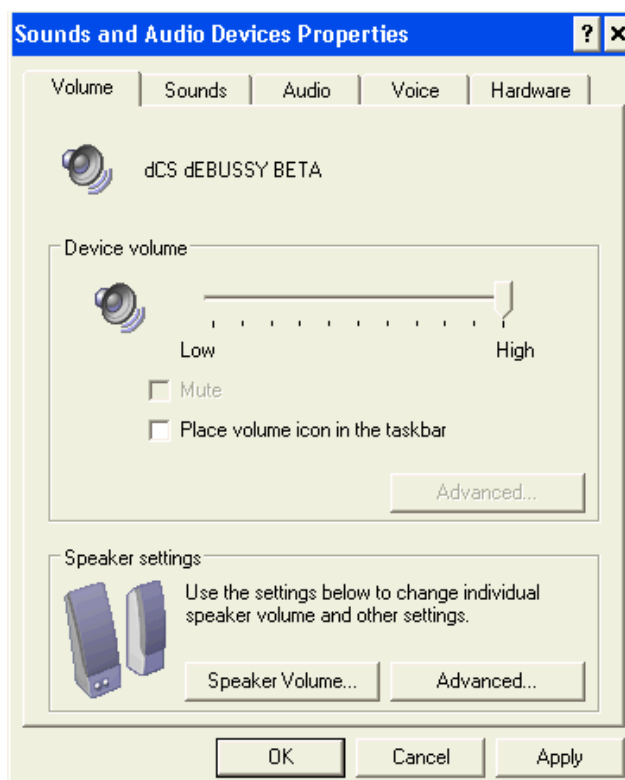 Sounds and Audio Devices Properties
? ×
Volume Sounds Audio Voice Hardware
dCS dEBUSSY BETA
Device volume
Low High
Mute
Place volume icon in the taskbar
Advanced...
Speaker settings
Use the settings below to change individual
speaker volume and other settings.
Speaker Volume... Advanced...
OK Cancel Apply